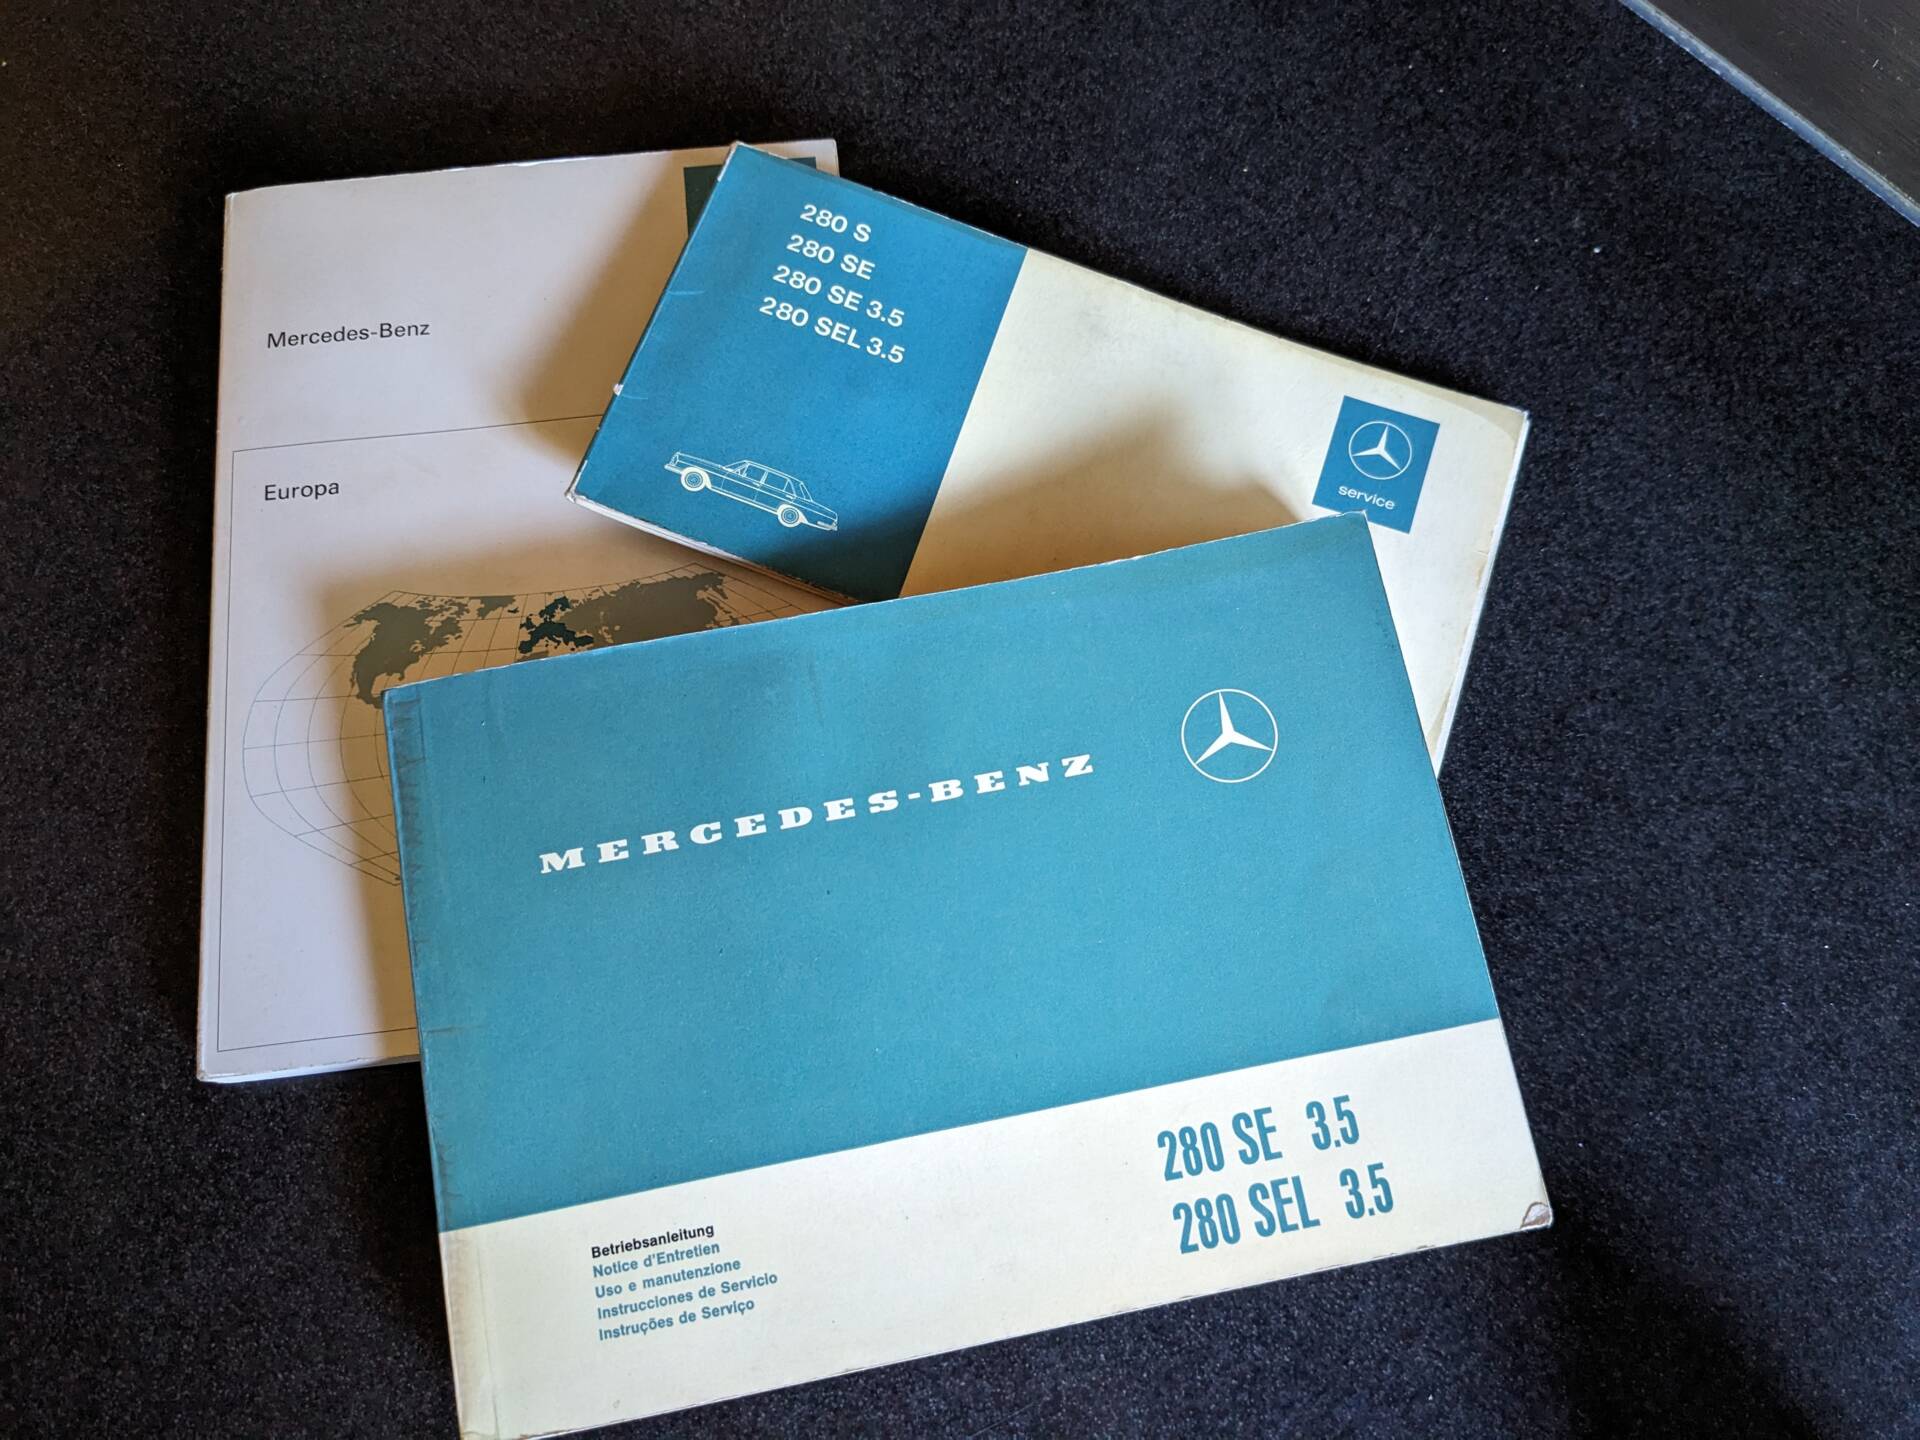 Mercedes-Benz
Europa
280 S
280 SE
280 SE 3.5
280 SEL 3.5
service
MERCEDES-BENZ
280 SE 3.5
280 SEL 3.5
Betriebsanleitung
Notice d'Entretien
Uso e manutenzione
Instrucciones de Servicio
Instruções de Serviço